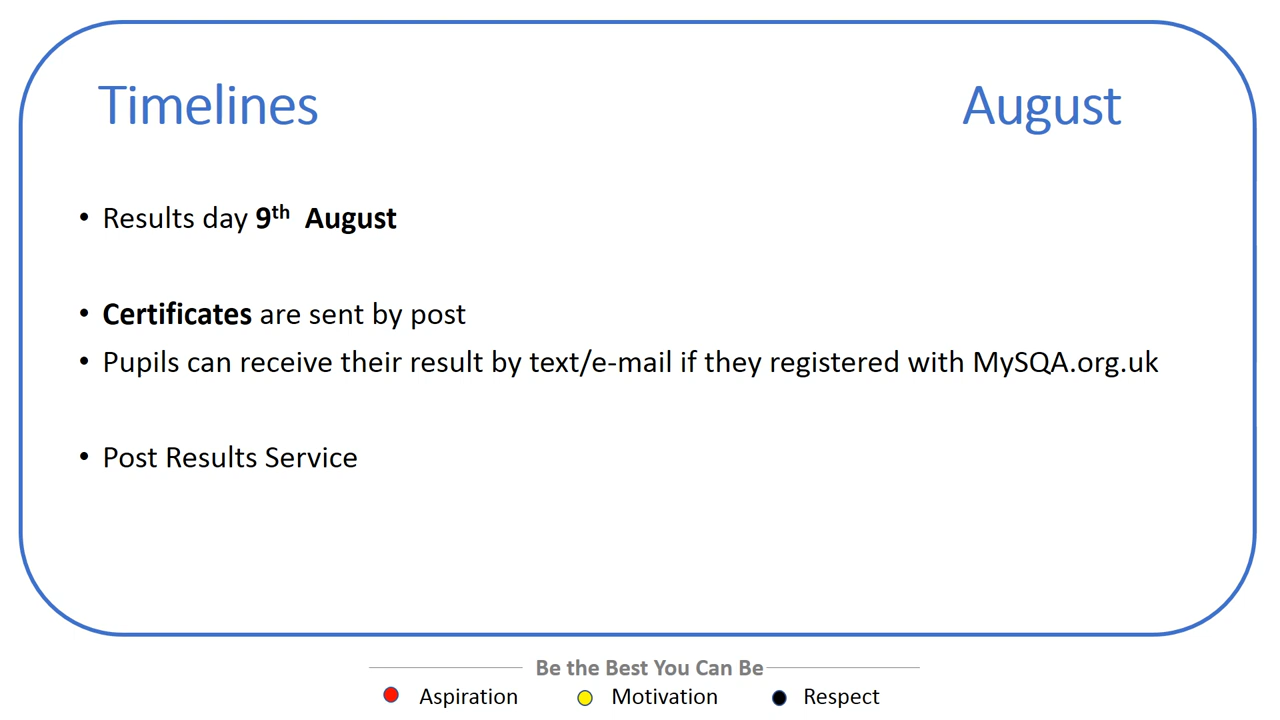 Timelines August
• Results day 9th August
• Certificates are sent by post
• Pupils can receive their result by text/e-mail if they registered with MySQA.org.uk
• Post Results Service
Be the Best You Can Be
Aspiration Motivation Respect